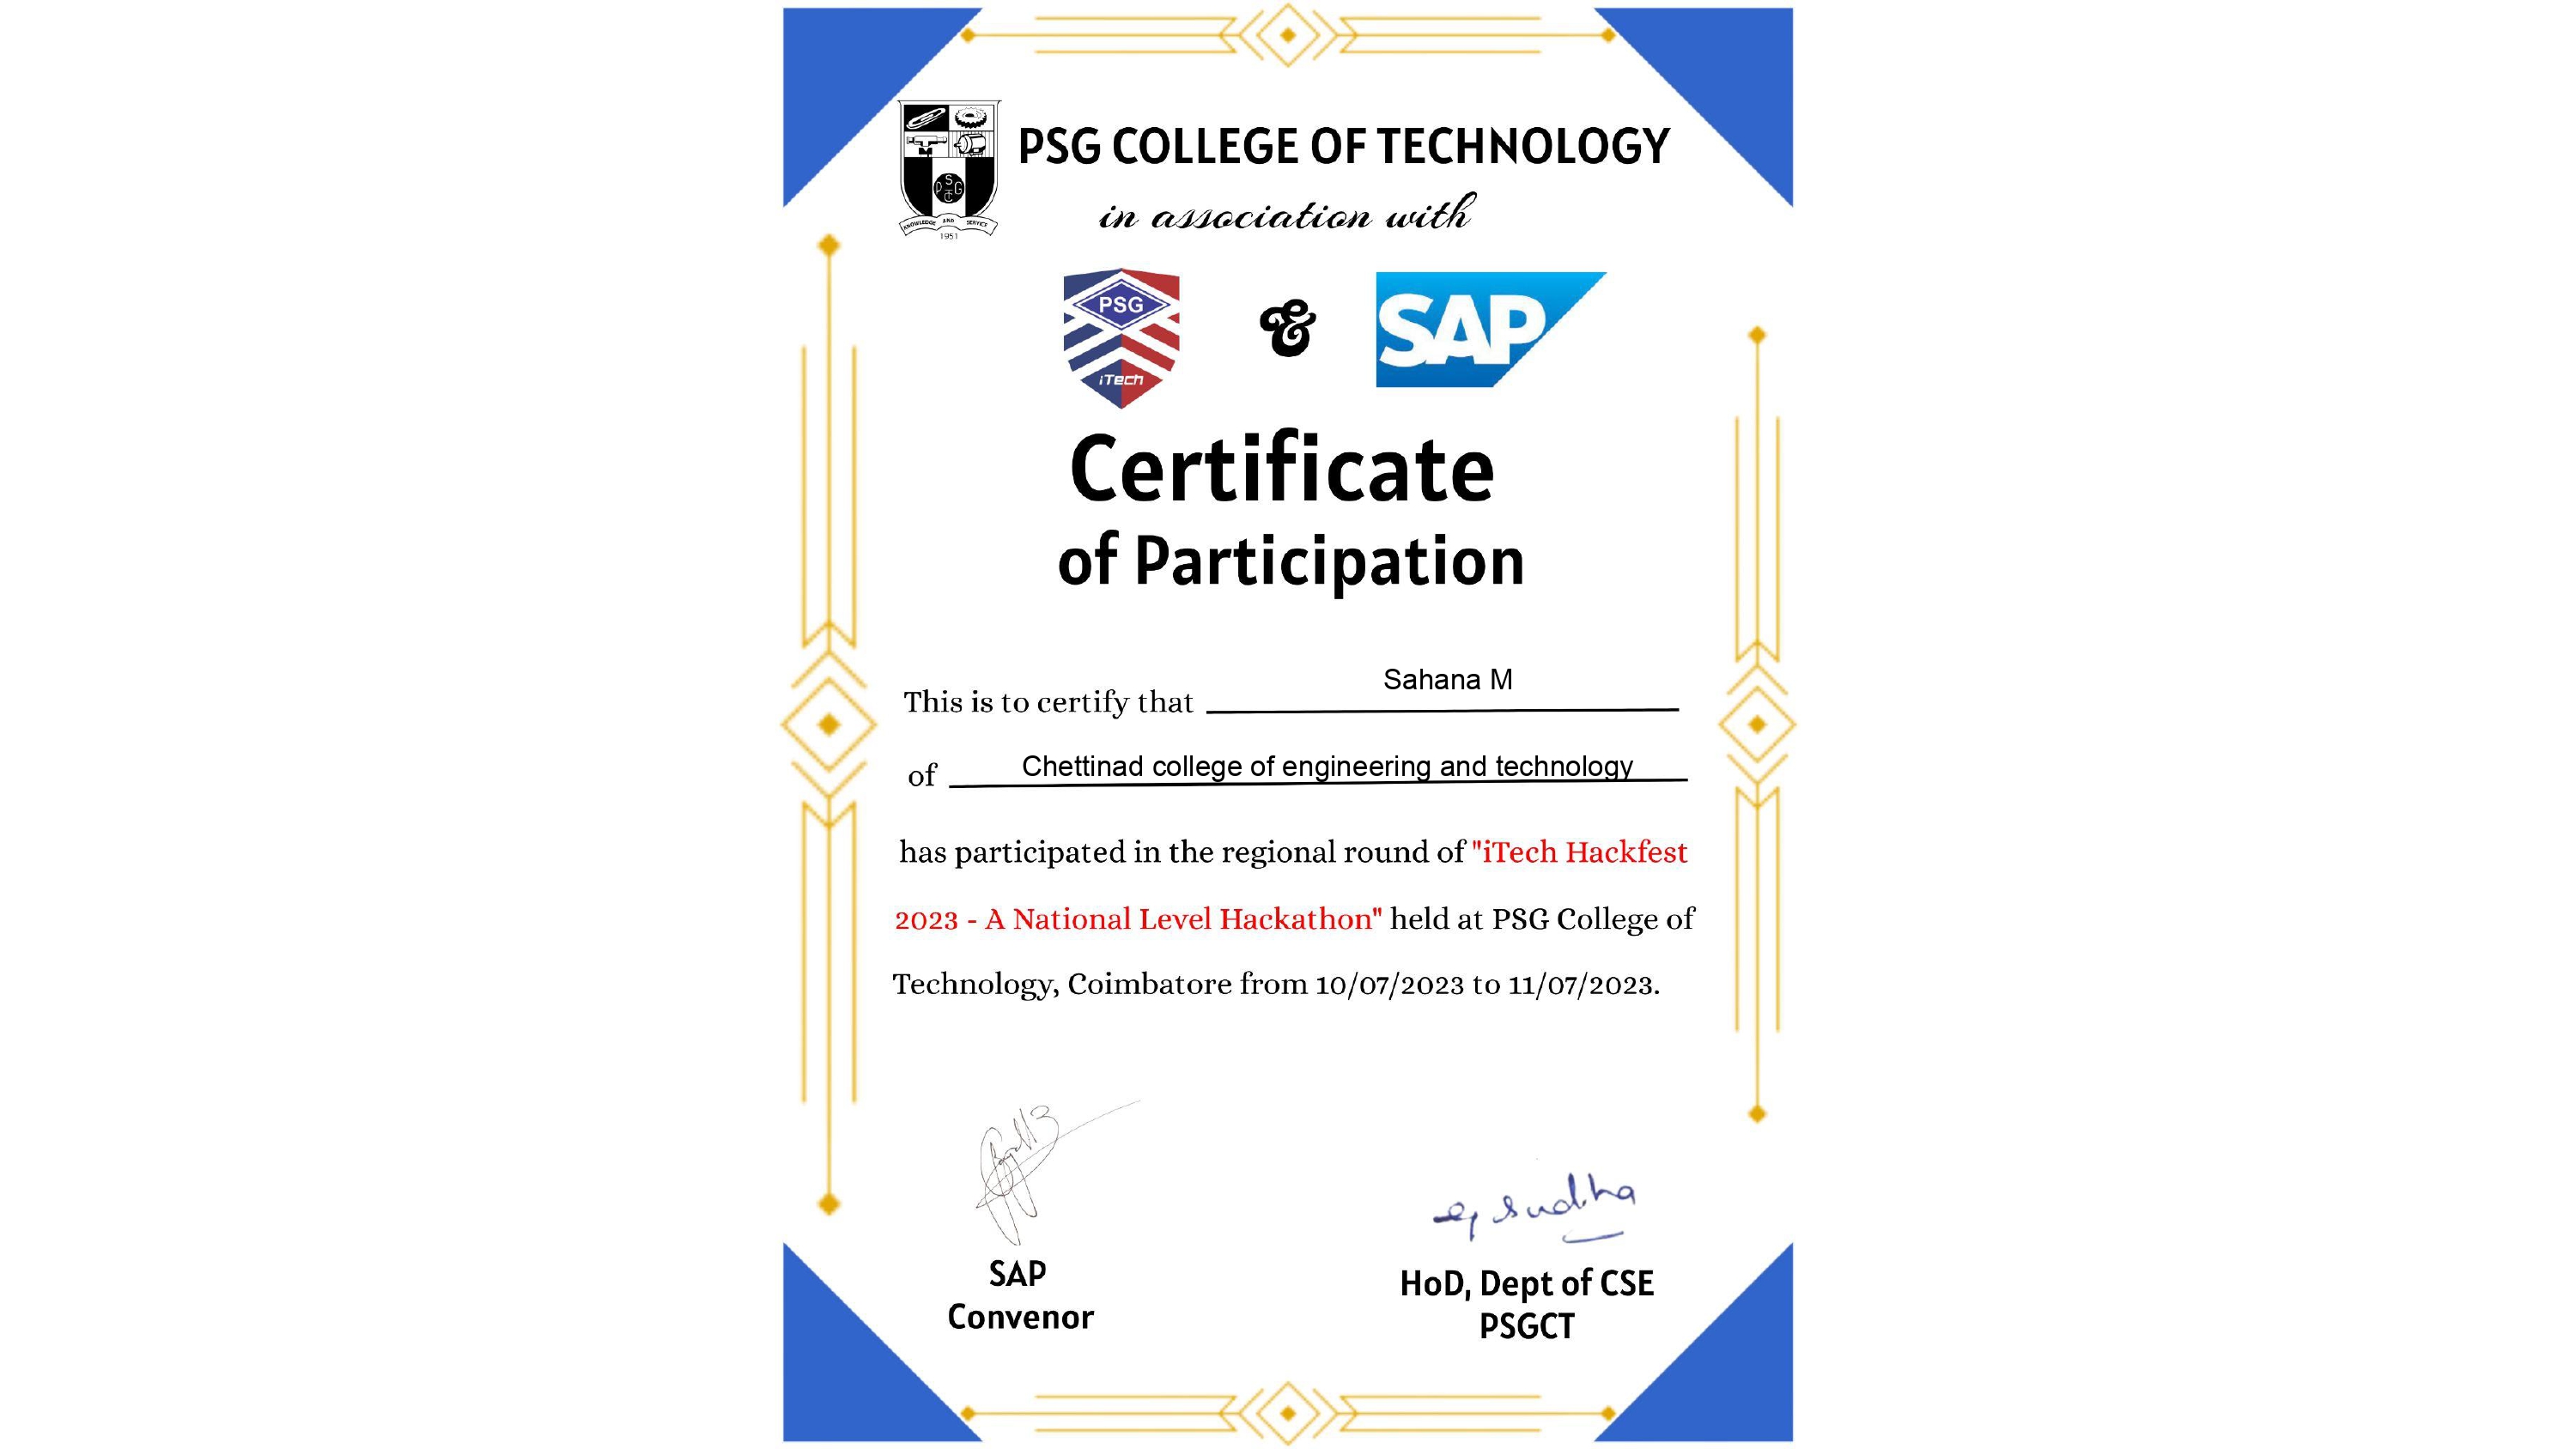 PSG COLLEGE OF TECHNOLOGY
in association with
KNOWLEDGE AND SERVICE
1951
PSG
iTech
&
SAP
Certificate
of Participation
This is to certify that Sahana M
of Chettinad college of engineering and technology
has participated in the regional round of "iTech Hackfest
2023 - A National Level Hackathon" held at PSG College of
Technology, Coimbatore from 10/07/2023 to 11/07/2023.
sudha
SAP
Convenor
HoD, Dept of CSE
PSGCT